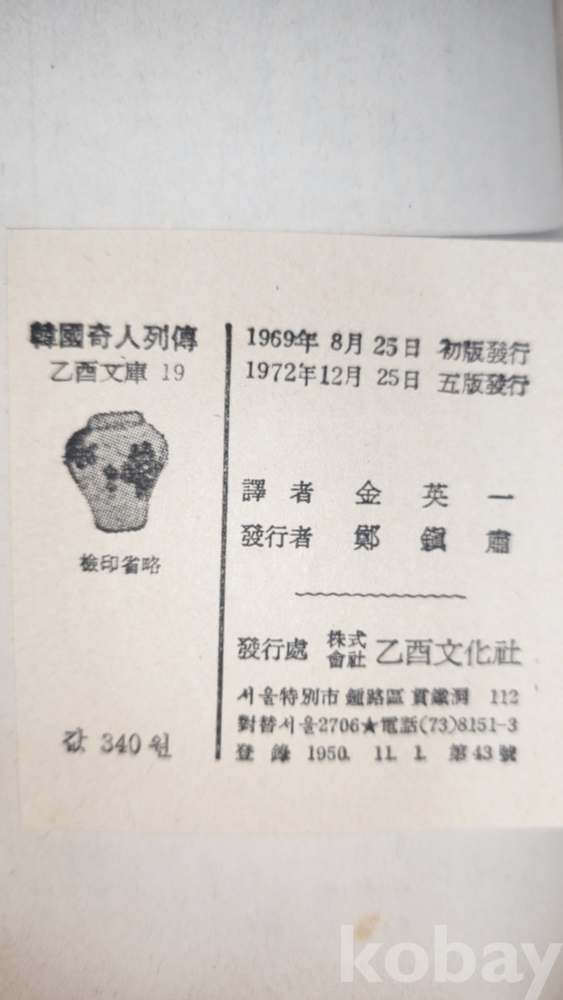 韓國奇人列傳
乙酉文庫 19
檢印省略
값 340 원
1969年 8月 25日 初版發行
1972年 12月 25日 五版發行
譯者 金英一
發行者 鄭鎭肅
發行處 株式會社 乙酉文化社
서울特別市 鍾路區 貫鐵洞 112
對替서울2706★電話(73)8151-3
登錄 1950. 11. 1. 第43號
kobay